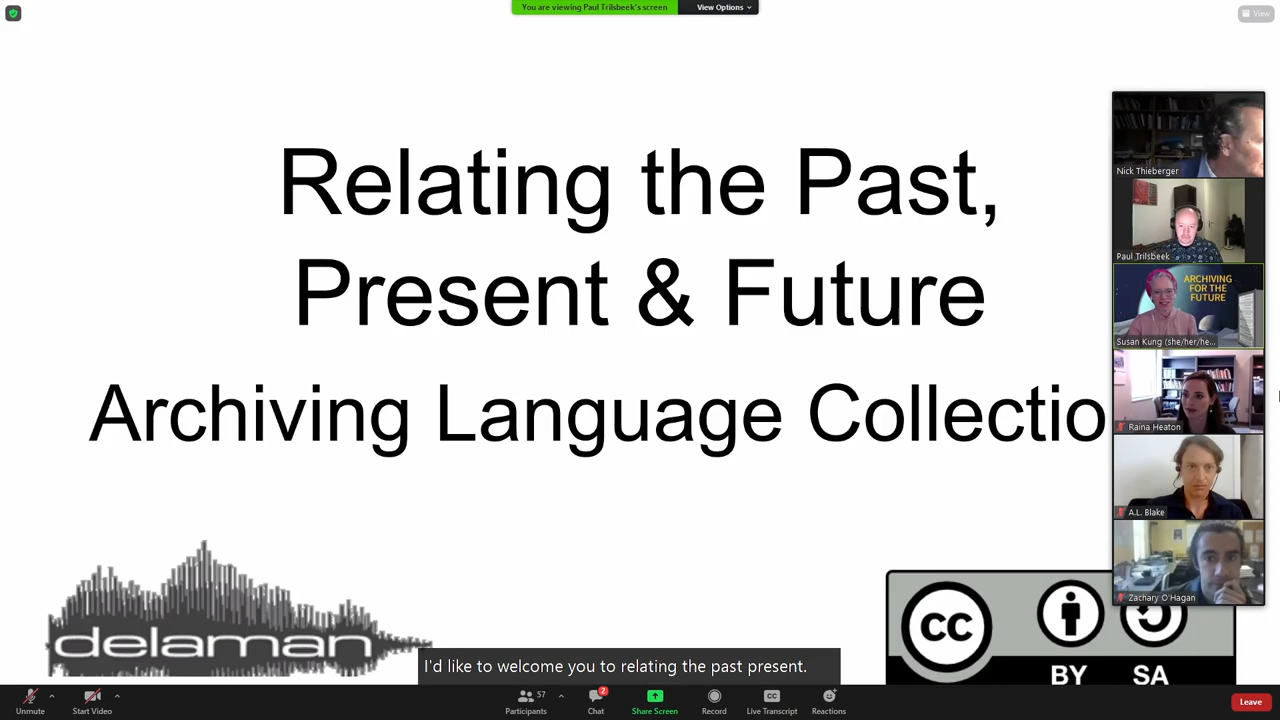 You are viewing Paul Trilsbeek's screen
View Options
View
Relating the Past,
Present & Future
Archiving Language Collectio
Nick Thieberger
Paul Trilsbeek
ARCHIVING
FOR THE
FUTURE
Susan Kung (she/her/he...
Raina Heaton
A.L. Blake
Zachary O'Hagan
delaman
CC
BY
SA
I'd like to welcome you to relating the past present.
Unmute
Start Video
57
Participants
2
Chat
Share Screen
Record
CC
Live Transcript
Reactions
Leave